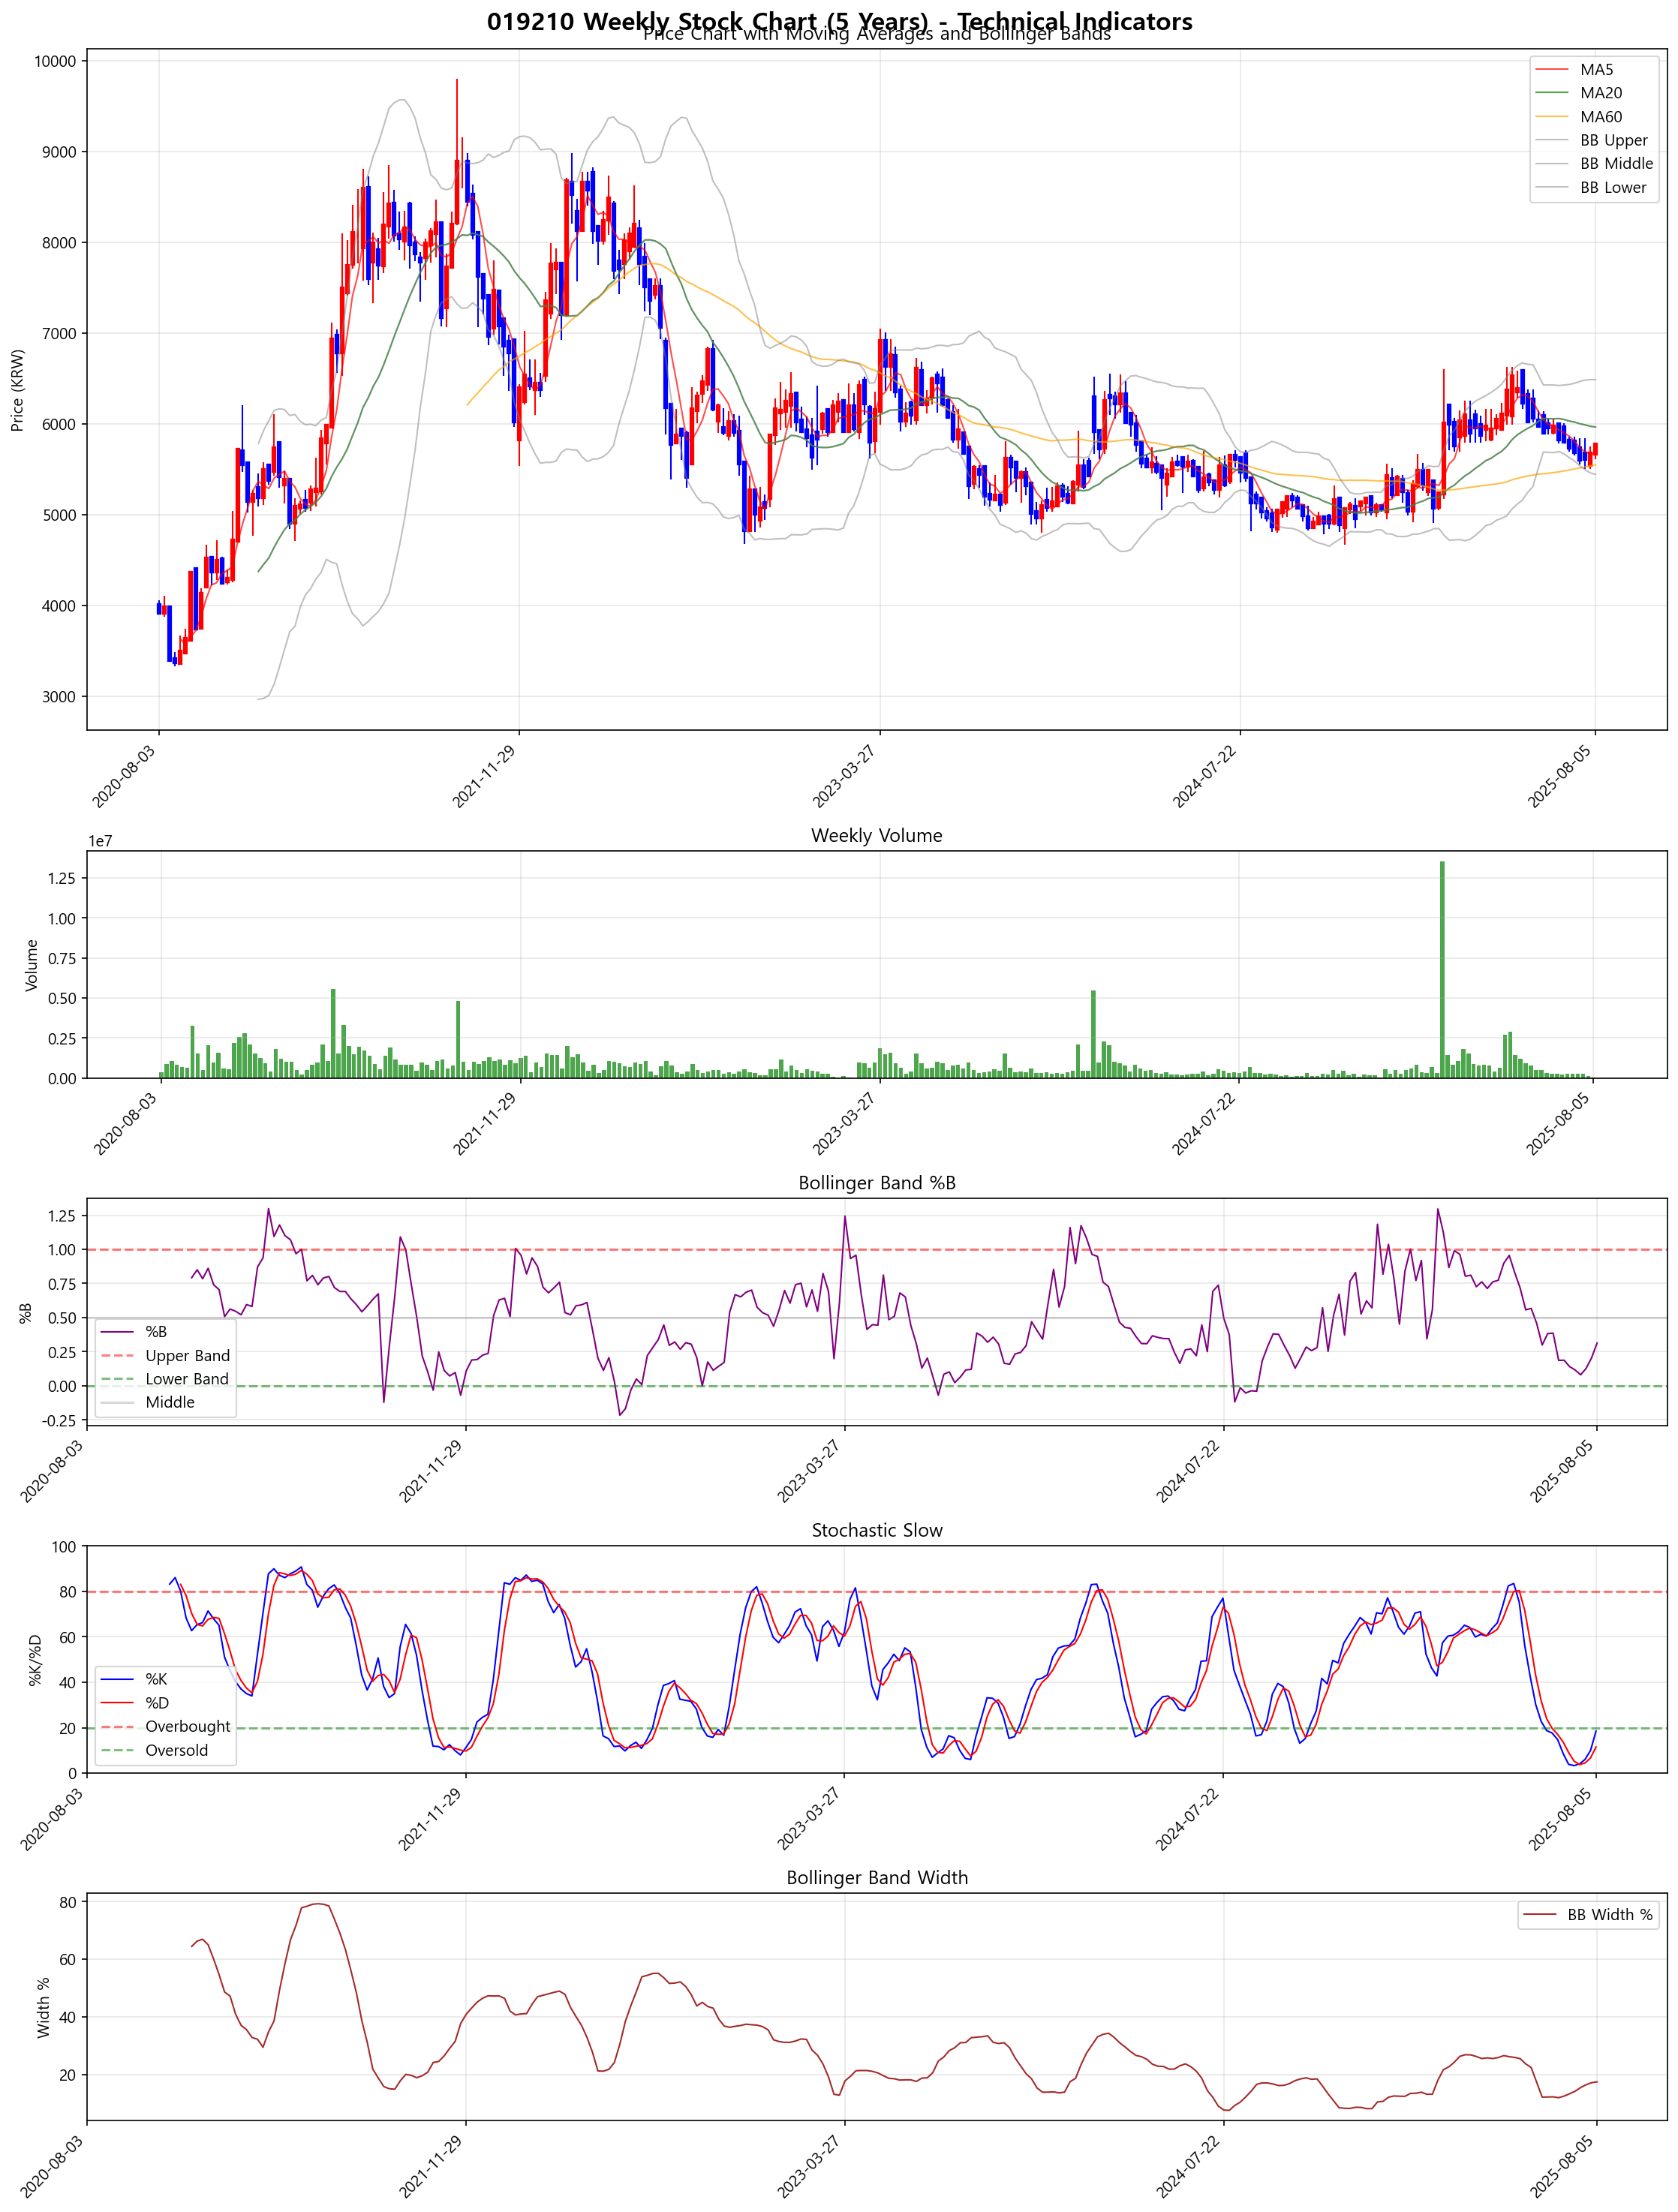 019210 Weekly Stock Chart (5 Years) - Technical Indicators
Price Chart with Moving Averages and Bollinger Bands
Price (KRW)
10000
9000
8000
7000
6000
5000
4000
3000
MA5
MA20
MA60
BB Upper
BB Middle
BB Lower
2020-08-03
2021-11-29
2023-03-27
2024-07-22
2025-08-05
Weekly Volume
1e7
Volume
1.25
1.00
0.75
0.50
0.25
0.00
2020-08-03
2021-11-29
2023-03-27
2024-07-22
2025-08-05
Bollinger Band %B
%B
1.25
1.00
0.75
0.50
0.25
0.00
-0.25
%B
Upper Band
Lower Band
Middle
2020-08-03
2021-11-29
2023-03-27
2024-07-22
2025-08-05
Stochastic Slow
%K/%D
100
80
60
40
20
0
%K
%D
Overbought
Oversold
2020-08-03
2021-11-29
2023-03-27
2024-07-22
2025-08-05
Bollinger Band Width
Width %
80
60
40
20
BB Width %
2020-08-03
2021-11-29
2023-03-27
2024-07-22
2025-08-05